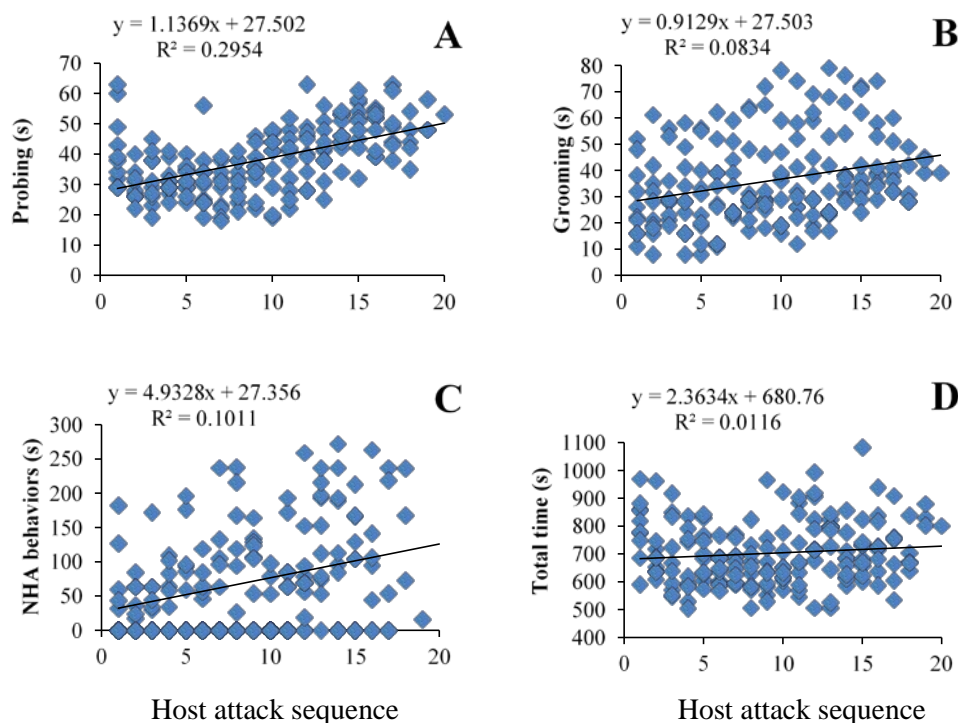 y = 1.1369x + 27.502
R² = 0.2954
A
Probing (s)
70
60
50
40
30
20
10
0
0 5 10 15 20
y = 0.9129x + 27.503
R² = 0.0834
B
Grooming (s)
80
70
60
50
40
30
20
10
0
0 5 10 15 20
y = 4.9328x + 27.356
R² = 0.1011
C
NHA behaviors (s)
300
250
200
150
100
50
0
0 5 10 15 20
Host attack sequence
y = 2.3634x + 680.76
R² = 0.0116
D
Total time (s)
1100
1000
900
800
700
600
500
400
0 5 10 15 20
Host attack sequence